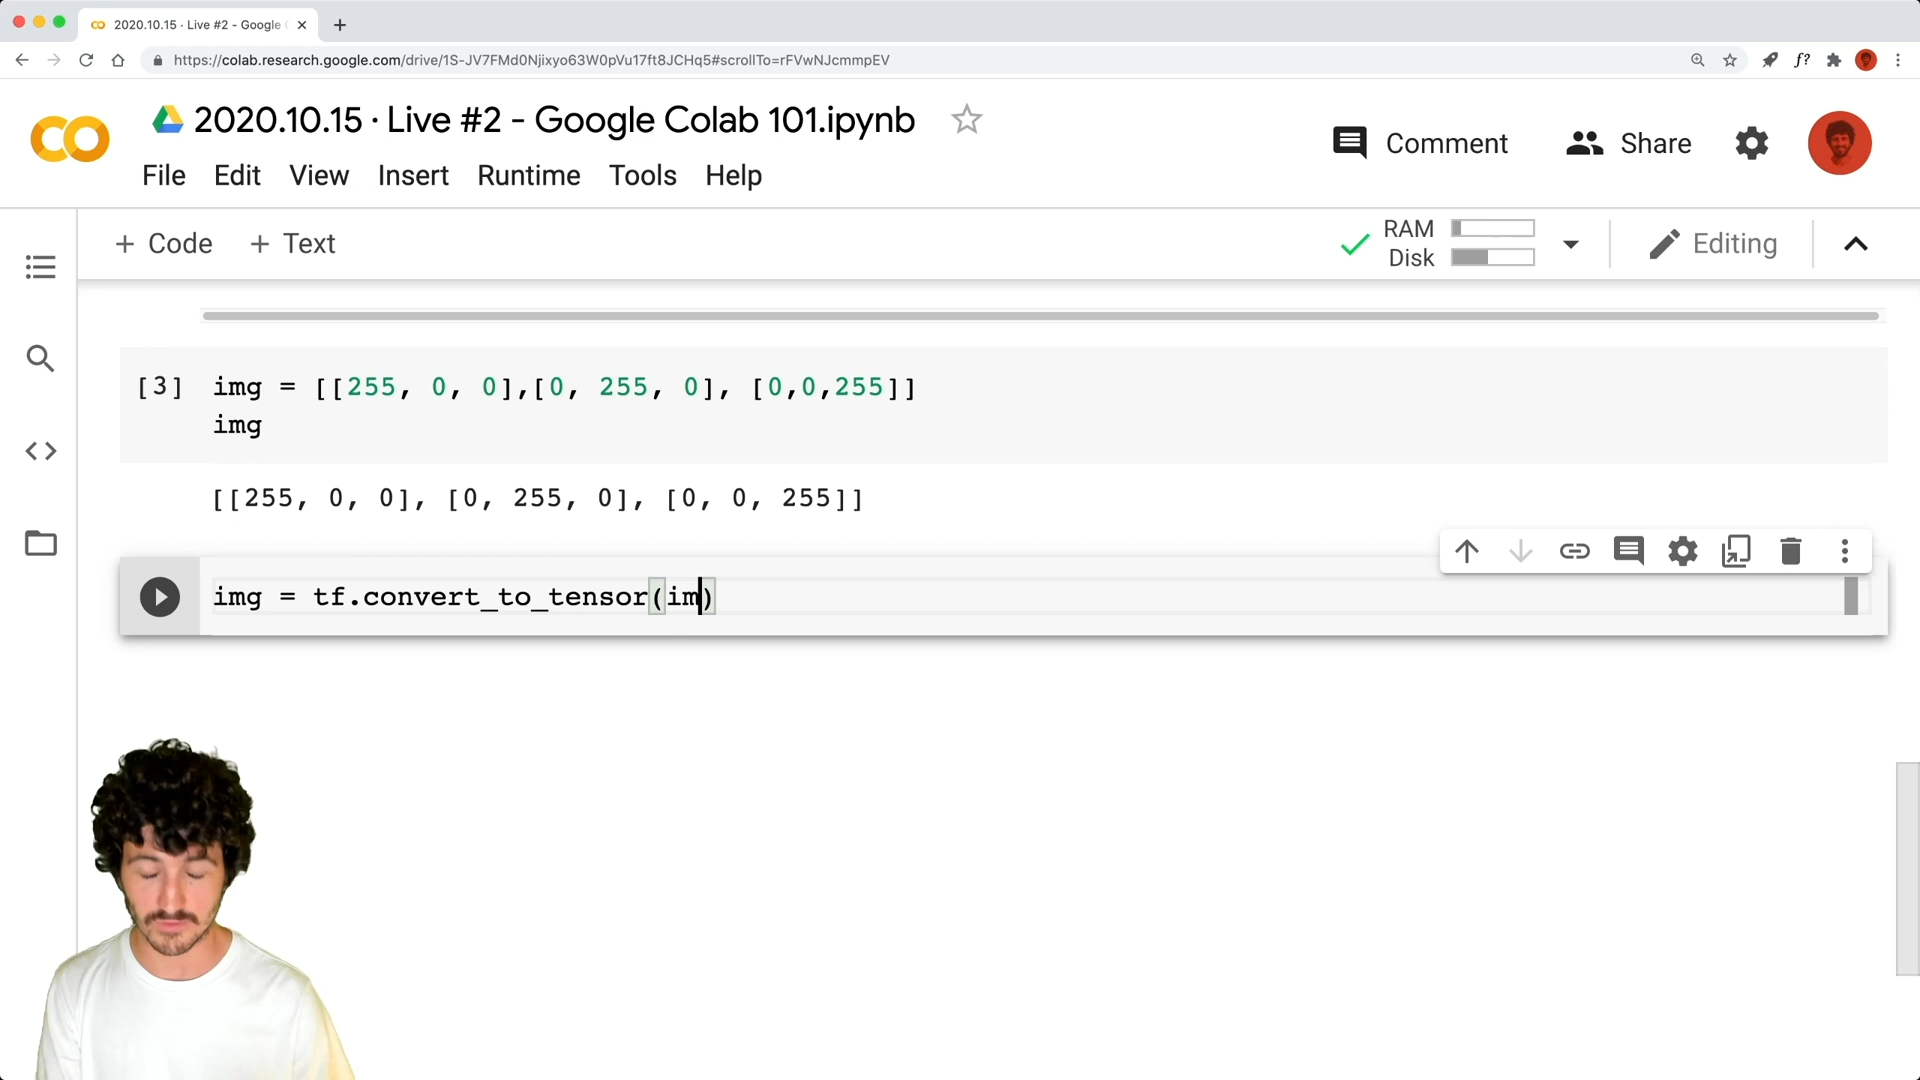 2020.10.15 · Live #2 - Google
https://colab.research.google.com/drive/1S-JV7FMd0Njixyo63W0pVu17ft8JCHq5#scrollTo=rFVwNJcmmpEV
f?
2020.10.15 · Live #2 - Google Colab 101.ipynb
Comment
Share
File Edit View Insert Runtime Tools Help
+ Code + Text
RAM
Disk
Editing
[3] img = [[255, 0, 0],[0, 255, 0], [0,0,255]]
img
[[255, 0, 0], [0, 255, 0], [0, 0, 255]]
img = tf.convert_to_tensor(im)